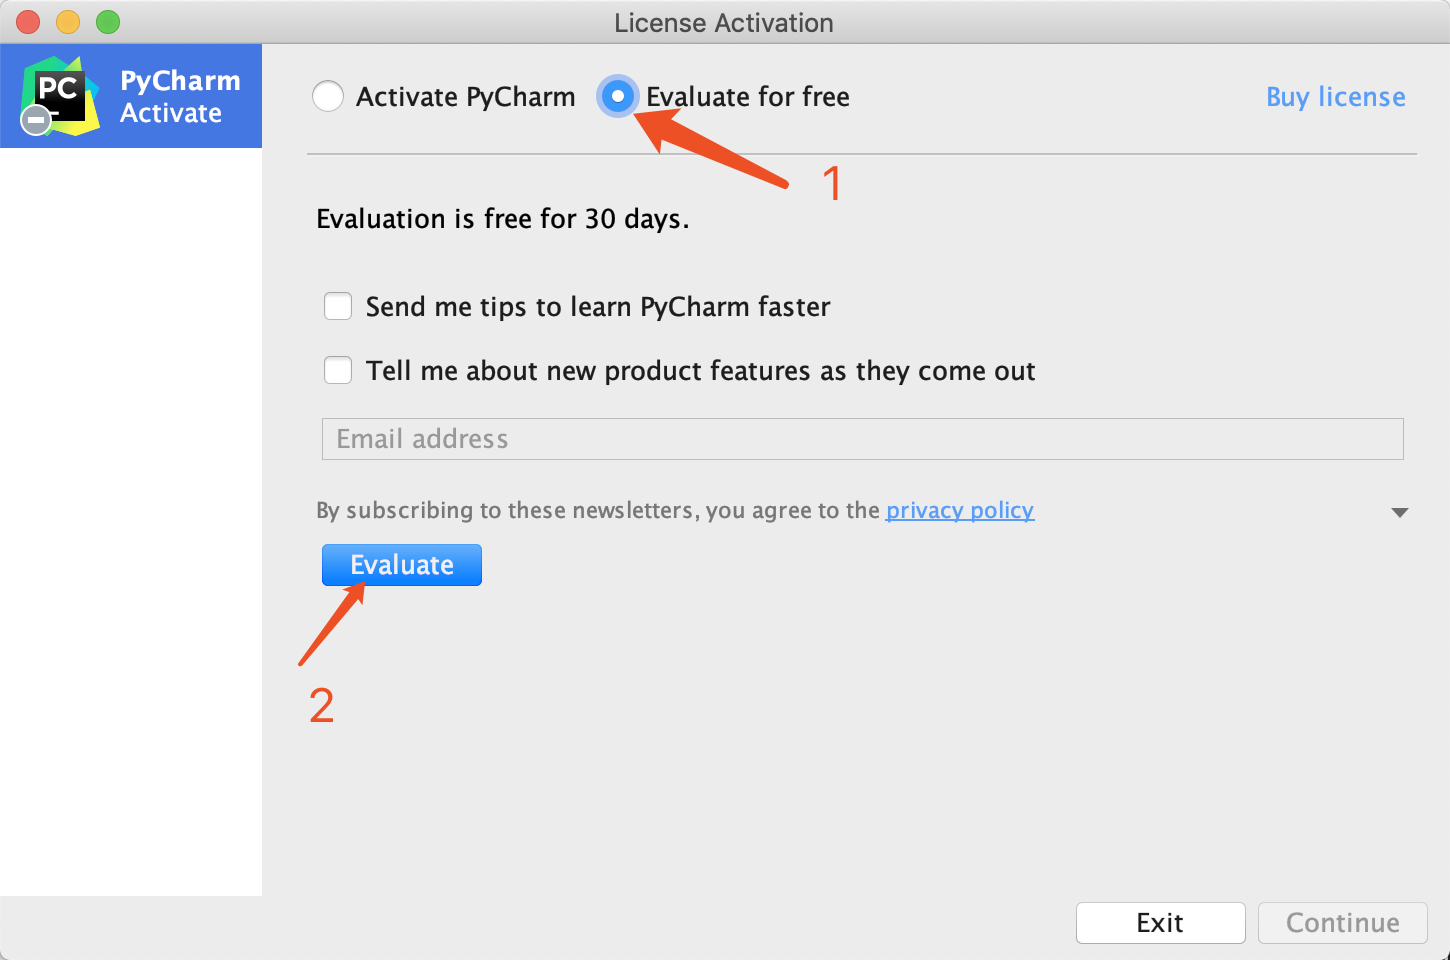 License Activation
PC
PyCharm
Activate
Activate PyCharm
Evaluate for free
Buy license
1
Evaluation is free for 30 days.
Send me tips to learn PyCharm faster
Tell me about new product features as they come out
Email address
By subscribing to these newsletters, you agree to the privacy policy
Evaluate
2
Exit
Continue